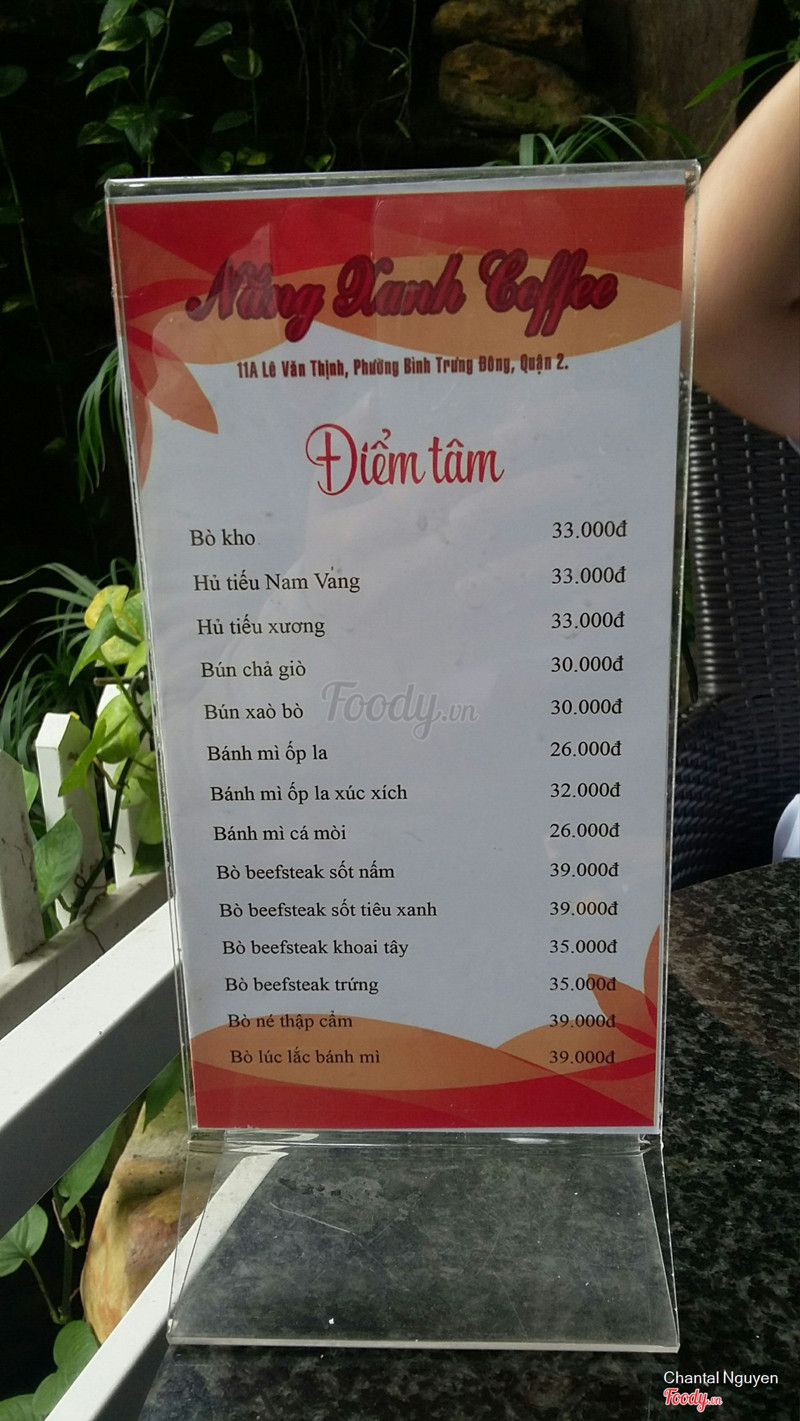 Nắng Xanh Coffee
11A Lê Văn Thịnh, Phường Bình Trưng Đông, Quận 2.
Điểm tâm
Bò kho 33.000đ
Hủ tiếu Nam Vảng 33.000đ
Hủ tiếu xương 33.000đ
Bún chả giò 30.000đ
Bún xaò bò 30.000đ
Foody.vn
Bánh mì ốp la 26.000đ
Bánh mì ốp la xúc xích 32.000đ
Bánh mì cá mòi 26.000đ
Bò beefsteak sốt nấm 39.000đ
Bò beefsteak sốt tiêu xanh 39.000đ
Bò beefsteak khoai tây 35.000đ
Bò beefsteak trứng 35.000đ
Bò né thập cẩm 39.000đ
Bò lúc lắc bánh mì 39.000đ
Chantal Nguyen
Foody.vn